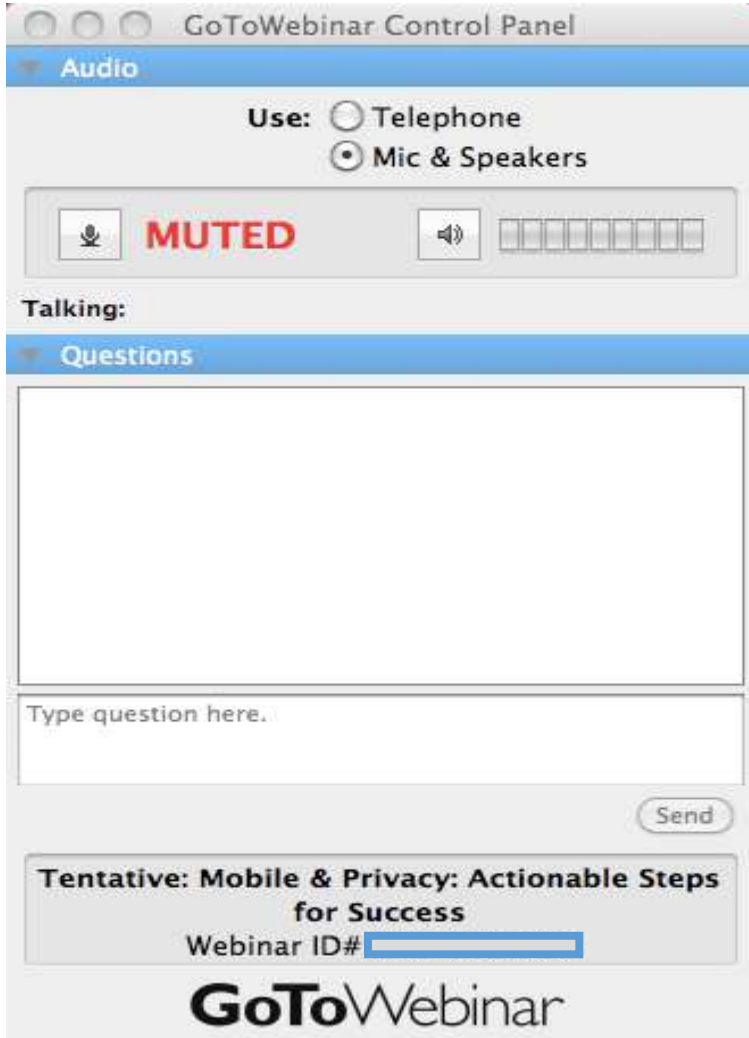 GoToWebinar Control Panel
Audio
Use: Telephone
Mic & Speakers
MUTED
Talking:
Questions
Type question here.
Send
Tentative: Mobile & Privacy: Actionable Steps
for Success
Webinar ID#
GoToWebinar